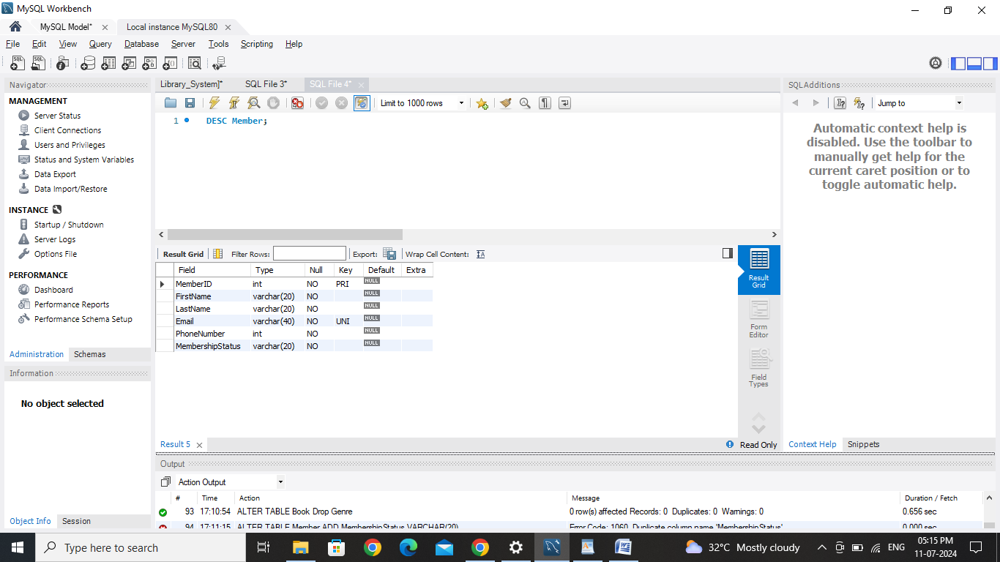 MySQL Workbench
MySQL Model*
Local instance MySQL80
File Edit View Query Database Server Tools Scripting Help
Navigator
MANAGEMENT
Server Status
Client Connections
Users and Privileges
Status and System Variables
Data Export
Data Import/Restore
INSTANCE
Startup / Shutdown
Server Logs
Options File
PERFORMANCE
Dashboard
Performance Reports
Performance Schema Setup
Administration Schemas
Information
No object selected
Object Info Session
Library_System]* SQL File 3* SQL File 4*
Limit to 1000 rows
1 DESC Member;
Result Grid Filter Rows: Export: Wrap Cell Content:
Field Type Null Key Default Extra
MemberID int NO PRI NULL
FirstName varchar(20) NO NULL
LastName varchar(20) NO NULL
Email varchar(40) NO UNI NULL
PhoneNumber int NO NULL
MembershipStatus varchar(20) NO NULL
Result
Grid
Form
Editor
Field
Types
Result 5
Read Only
SQLAdditions
Jump to
Automatic context help is
disabled. Use the toolbar to
manually get help for the
current caret position or to
toggle automatic help.
Context Help Snippets
Output
Action Output
# Time Action Message Duration / Fetch
93 17:10:54 ALTER TABLE Book Drop Genre 0 row(s) affected Records: 0 Duplicates: 0 Warnings: 0 0.656 sec
94 17:11:15 ALTER TABLE Member ADD MembershipStatus VARCHAR(20) Error Code: 1060. Duplicate column name 'MembershipStatus' 0.000 sec
Type here to search
32°C Mostly cloudy
ENG
05:15 PM
11-07-2024